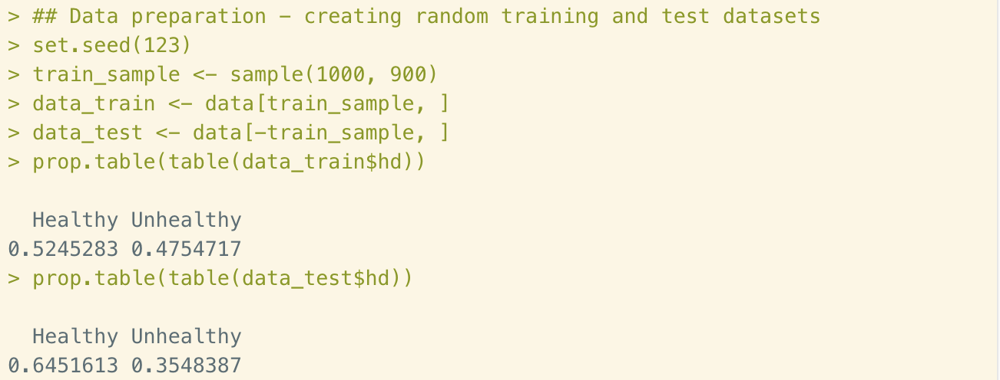 > ## Data preparation - creating random training and test datasets
> set.seed(123)
> train_sample <- sample(1000, 900)
> data_train <- data[train_sample, ]
> data_test <- data[-train_sample, ]
> prop.table(table(data_train$hd))
Healthy Unhealthy
0.5245283 0.4754717
> prop.table(table(data_test$hd))
Healthy Unhealthy
0.6451613 0.3548387